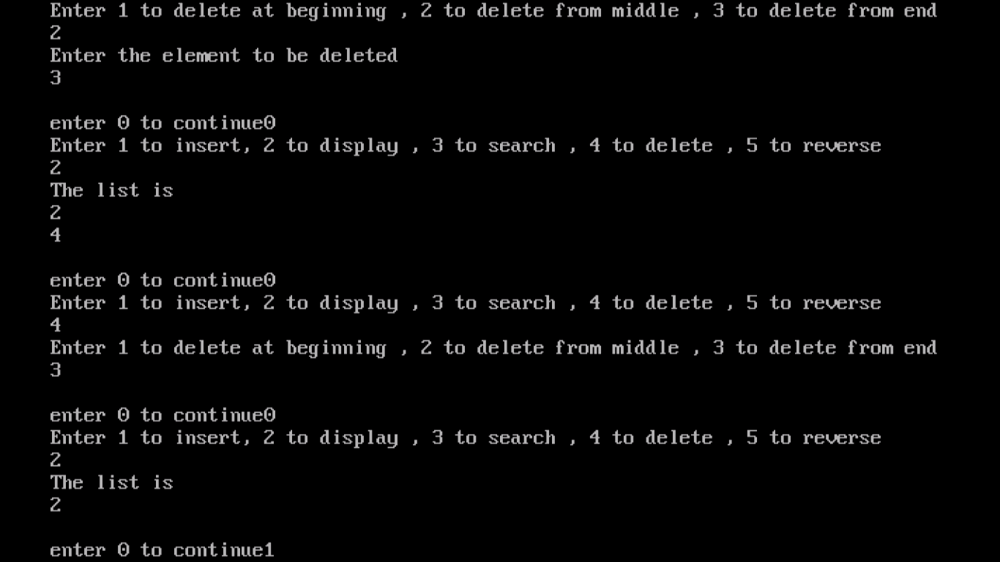 Enter 1 to delete at beginning , 2 to delete from middle , 3 to delete from end
2
Enter the element to be deleted
3
enter 0 to continue0
Enter 1 to insert, 2 to display , 3 to search , 4 to delete , 5 to reverse
2
The list is
2
4
enter 0 to continue0
Enter 1 to insert, 2 to display , 3 to search , 4 to delete , 5 to reverse
4
Enter 1 to delete at beginning , 2 to delete from middle , 3 to delete from end
3
enter 0 to continue0
Enter 1 to insert, 2 to display , 3 to search , 4 to delete , 5 to reverse
2
The list is
2
enter 0 to continue1